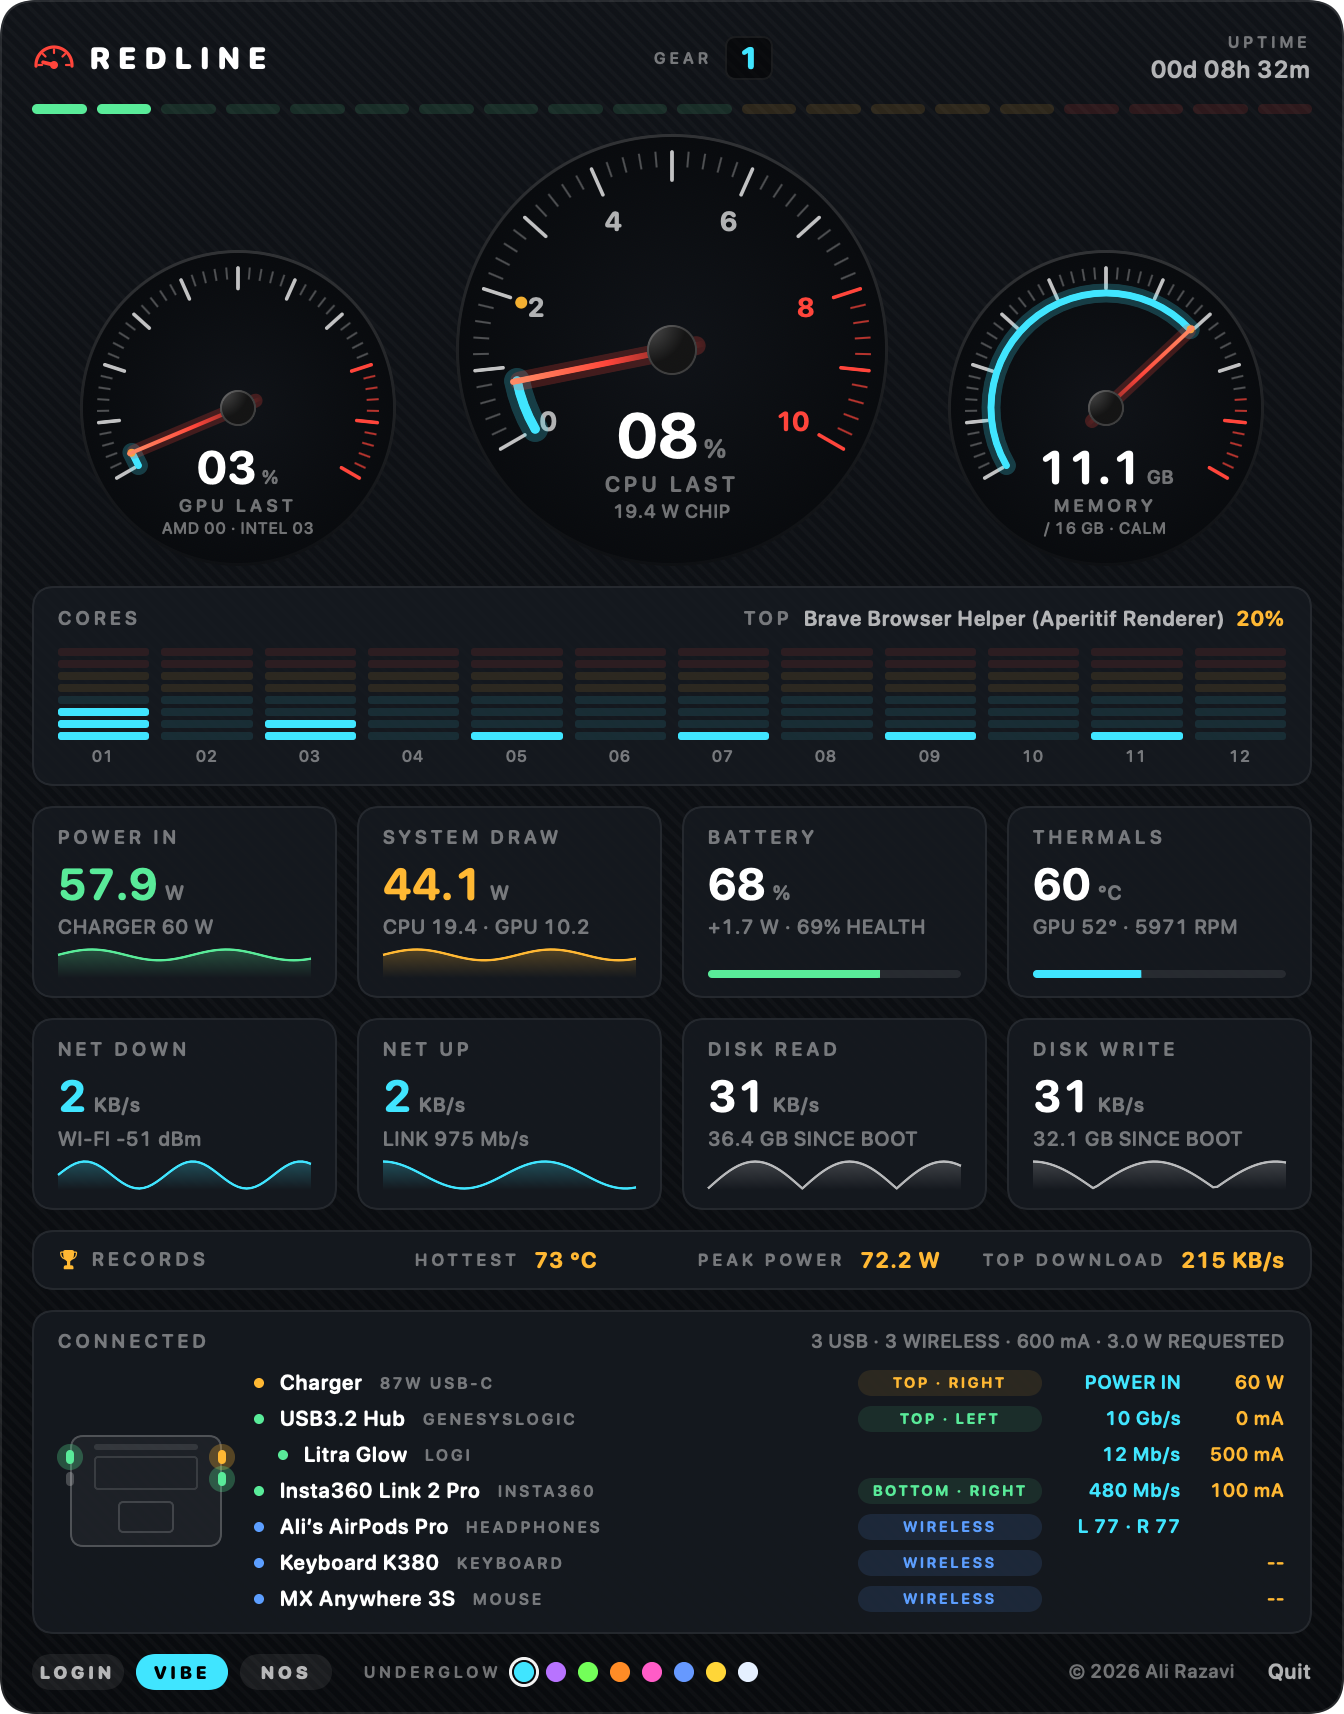 REDLINE
GEAR 1
UPTIME
00d 08h 32m
4 6
2 8
0 10
08 %
CPU LAST
19.4 W CHIP
03 %
GPU LAST
AMD 00 · INTEL 03
11.1 GB
MEMORY
/ 16 GB · CALM
CORES TOP Brave Browser Helper (Aperitif Renderer) 20%
01 02 03 04 05 06 07 08 09 10 11 12
POWER IN
57.9 W
CHARGER 60 W
SYSTEM DRAW
44.1 W
CPU 19.4 · GPU 10.2
BATTERY
68 %
+1.7 W · 69% HEALTH
THERMALS
60 °C
GPU 52° · 5971 RPM
NET DOWN
2 KB/s
WI-FI -51 dBm
NET UP
2 KB/s
LINK 975 Mb/s
DISK READ
31 KB/s
36.4 GB SINCE BOOT
DISK WRITE
31 KB/s
32.1 GB SINCE BOOT
RECORDS HOTTEST 73 °C PEAK POWER 72.2 W TOP DOWNLOAD 215 KB/s
CONNECTED 3 USB · 3 WIRELESS · 600 mA · 3.0 W REQUESTED
Charger 87W USB-C TOP · RIGHT POWER IN 60 W
USB3.2 Hub GENESYSLOGIC TOP · LEFT 10 Gb/s 0 mA
Litra Glow LOGI 12 Mb/s 500 mA
Insta360 Link 2 Pro INSTA360 BOTTOM · RIGHT 480 Mb/s 100 mA
Ali's AirPods Pro HEADPHONES WIRELESS L 77 · R 77
Keyboard K380 KEYBOARD WIRELESS --
MX Anywhere 3S MOUSE WIRELESS --
LOGIN VIBE NOS UNDERGLOW © 2026 Ali Razavi Quit